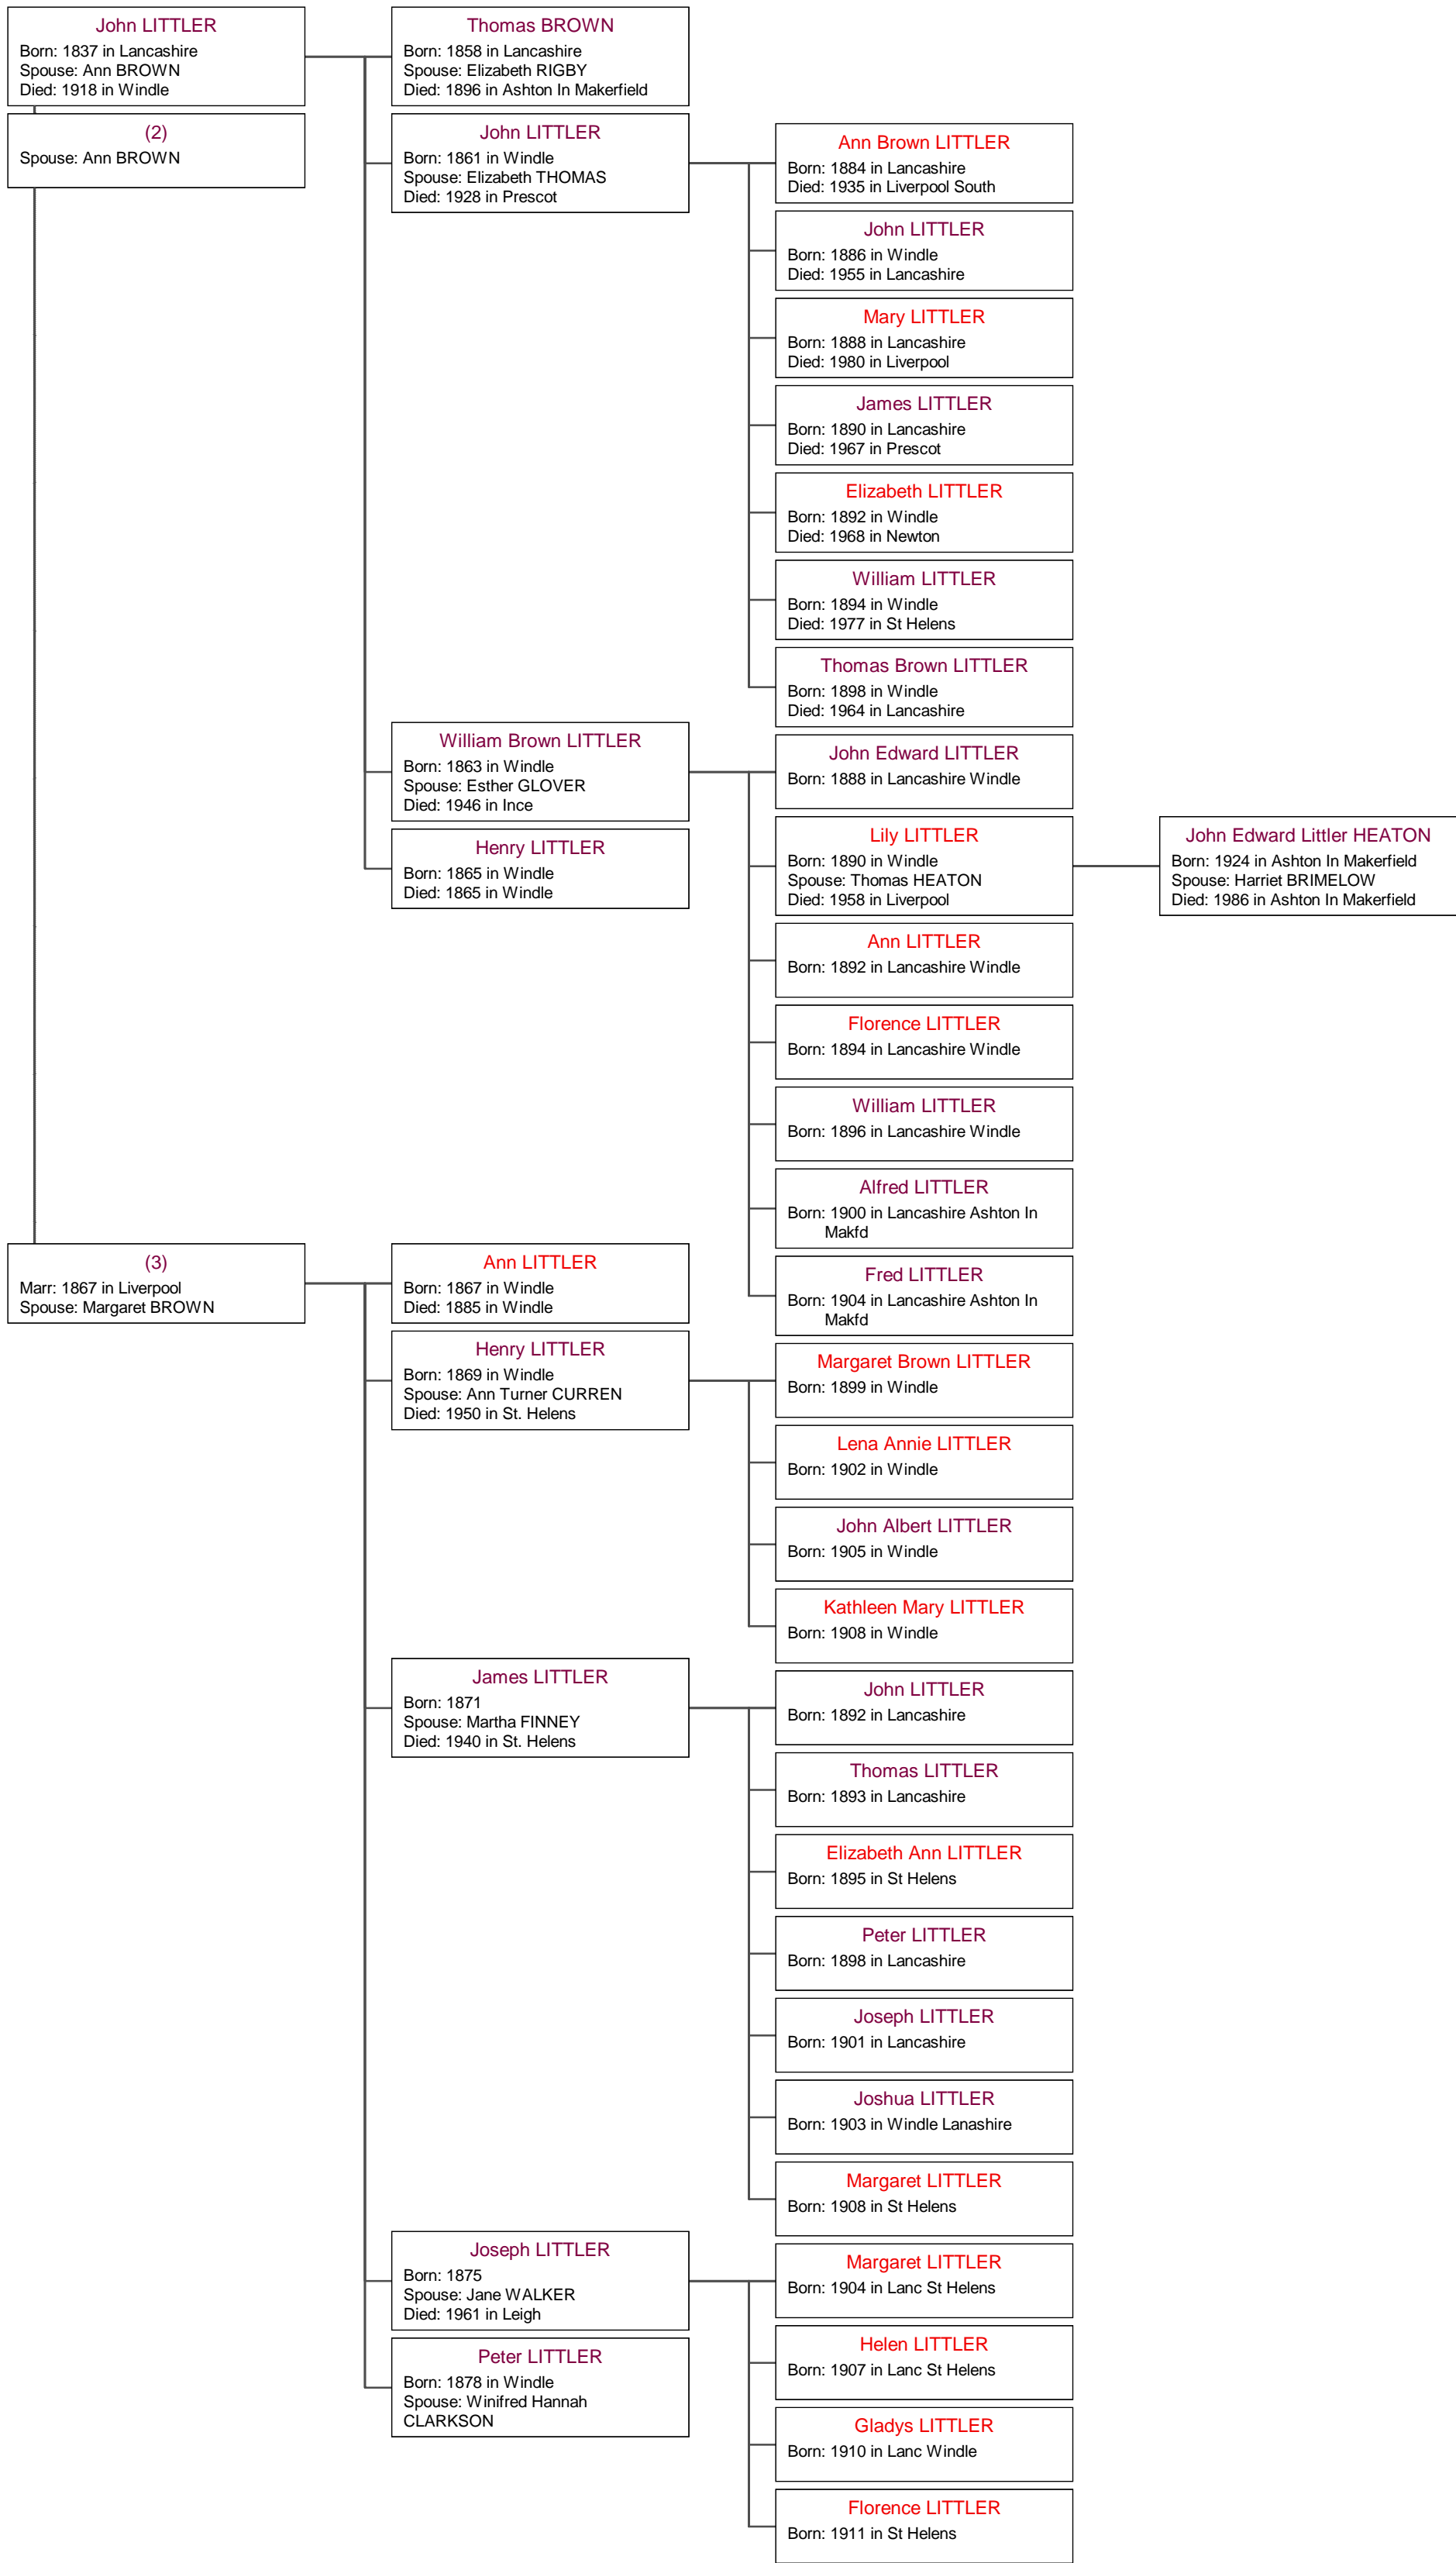 John LITTLER
Born: 1837 in Lancashire
Spouse: Ann BROWN
Died: 1918 in Windle
(2)
Spouse: Ann BROWN
(3)
Marr: 1867 in Liverpool
Spouse: Margaret BROWN
Thomas BROWN
Born: 1858 in Lancashire
Spouse: Elizabeth RIGBY
Died: 1896 in Ashton In Makerfield
John LITTLER
Born: 1861 in Windle
Spouse: Elizabeth THOMAS
Died: 1928 in Prescot
William Brown LITTLER
Born: 1863 in Windle
Spouse: Esther GLOVER
Died: 1946 in Ince
Henry LITTLER
Born: 1865 in Windle
Died: 1865 in Windle
Ann LITTLER
Born: 1867 in Windle
Died: 1885 in Windle
Henry LITTLER
Born: 1869 in Windle
Spouse: Ann Turner CURREN
Died: 1950 in St. Helens
James LITTLER
Born: 1871
Spouse: Martha FINNEY
Died: 1940 in St. Helens
Joseph LITTLER
Born: 1875
Spouse: Jane WALKER
Died: 1961 in Leigh
Peter LITTLER
Born: 1878 in Windle
Spouse: Winifred Hannah
CLARKSON
Ann Brown LITTLER
Born: 1884 in Lancashire
Died: 1935 in Liverpool South
John LITTLER
Born: 1886 in Windle
Died: 1955 in Lancashire
Mary LITTLER
Born: 1888 in Lancashire
Died: 1980 in Liverpool
James LITTLER
Born: 1890 in Lancashire
Died: 1967 in Prescot
Elizabeth LITTLER
Born: 1892 in Windle
Died: 1968 in Newton
William LITTLER
Born: 1894 in Windle
Died: 1977 in St Helens
Thomas Brown LITTLER
Born: 1898 in Windle
Died: 1964 in Lancashire
John Edward LITTLER
Born: 1888 in Lancashire Windle
Lily LITTLER
Born: 1890 in Windle
Spouse: Thomas HEATON
Died: 1958 in Liverpool
Ann LITTLER
Born: 1892 in Lancashire Windle
Florence LITTLER
Born: 1894 in Lancashire Windle
William LITTLER
Born: 1896 in Lancashire Windle
Alfred LITTLER
Born: 1900 in Lancashire Ashton In
Makfd
Fred LITTLER
Born: 1904 in Lancashire Ashton In
Makfd
Margaret Brown LITTLER
Born: 1899 in Windle
Lena Annie LITTLER
Born: 1902 in Windle
John Albert LITTLER
Born: 1905 in Windle
Kathleen Mary LITTLER
Born: 1908 in Windle
John LITTLER
Born: 1892 in Lancashire
Thomas LITTLER
Born: 1893 in Lancashire
Elizabeth Ann LITTLER
Born: 1895 in St Helens
Peter LITTLER
Born: 1898 in Lancashire
Joseph LITTLER
Born: 1901 in Lancashire
Joshua LITTLER
Born: 1903 in Windle Lanashire
Margaret LITTLER
Born: 1908 in St Helens
Margaret LITTLER
Born: 1904 in Lanc St Helens
Helen LITTLER
Born: 1907 in Lanc St Helens
Gladys LITTLER
Born: 1910 in Lanc Windle
Florence LITTLER
Born: 1911 in St Helens
John Edward Littler HEATON
Born: 1924 in Ashton In Makerfield
Spouse: Harriet BRIMELOW
Died: 1986 in Ashton In Makerfield